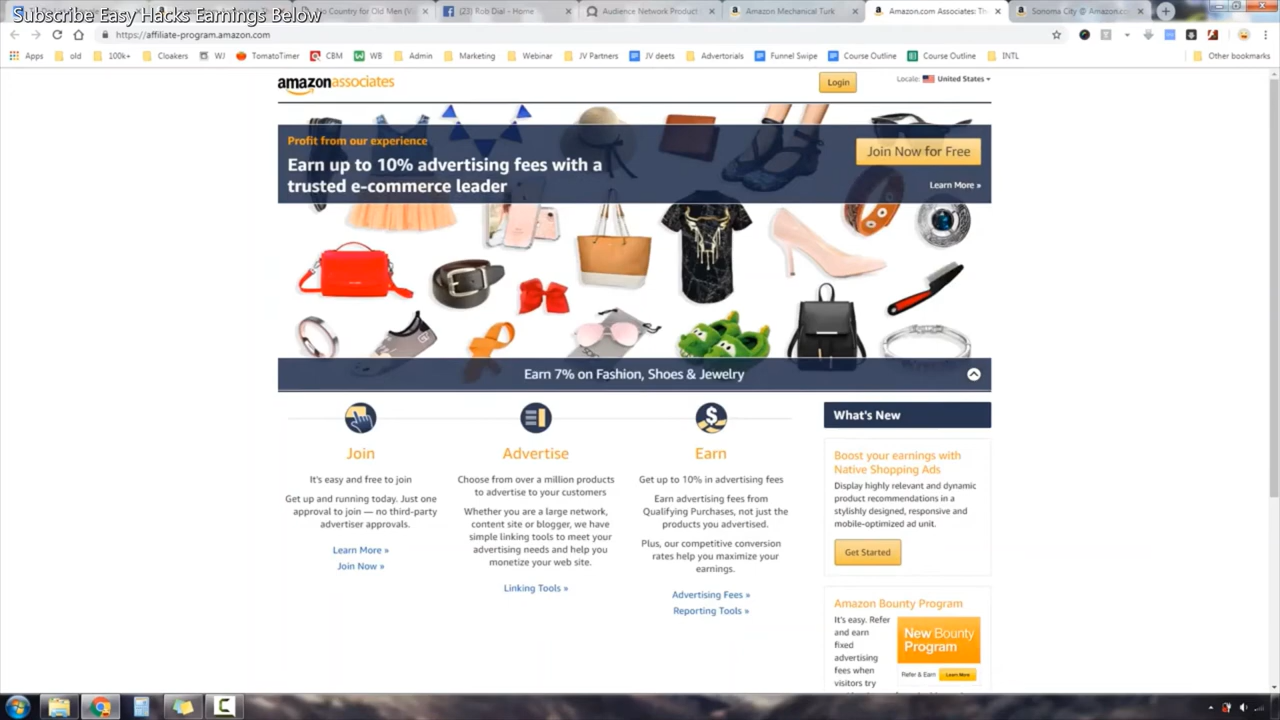 Subscribe Easy Hacks Earnings Below
No Country for Old Men (V
(23) Rob Dial - Home
Audience Network Product
Amazon Mechanical Turk
Amazon.com Associates: Th
Sonoma City @ Amazon.com
https://affiliate-program.amazon.com
Apps
old
100k+
Cloakers
WJ
TomatoTimer
CBM
WB
Admin
Marketing
Webinar
JV Partners
JV deets
Advertorials
Funnel Swipe
Course Outline
Course Outline
INTL
Other bookmarks
amazonassociates
Login
Locale: United States
Profit from our experience
Earn up to 10% advertising fees with a
trusted e-commerce leader
Join Now for Free
Learn More »
Earn 7% on Fashion, Shoes & Jewelry
Join
It's easy and free to join
Get up and running today. Just one
approval to join — no third-party
advertiser approvals.
Learn More »
Join Now »
Advertise
Choose from over a million products
to advertise to your customers
Whether you are a large network,
content site or blogger, we have
simple linking tools to meet your
advertising needs and help you
monetize your web site.
Linking Tools »
Earn
Get up to 10% in advertising fees
Earn advertising fees from
Qualifying Purchases, not just the
products you advertised.
Plus, our competitive conversion
rates help you maximize your
earnings.
Advertising Fees »
Reporting Tools »
What's New
Boost your earnings with
Native Shopping Ads
Display highly relevant and dynamic
product recommendations in a
stylishly designed, responsive and
mobile-optimized ad unit.
Get Started
Amazon Bounty Program
It's easy. Refer
and earn
fixed
advertising
fees when
visitors try
New Bounty
Program
Refer & Earn
Learn More